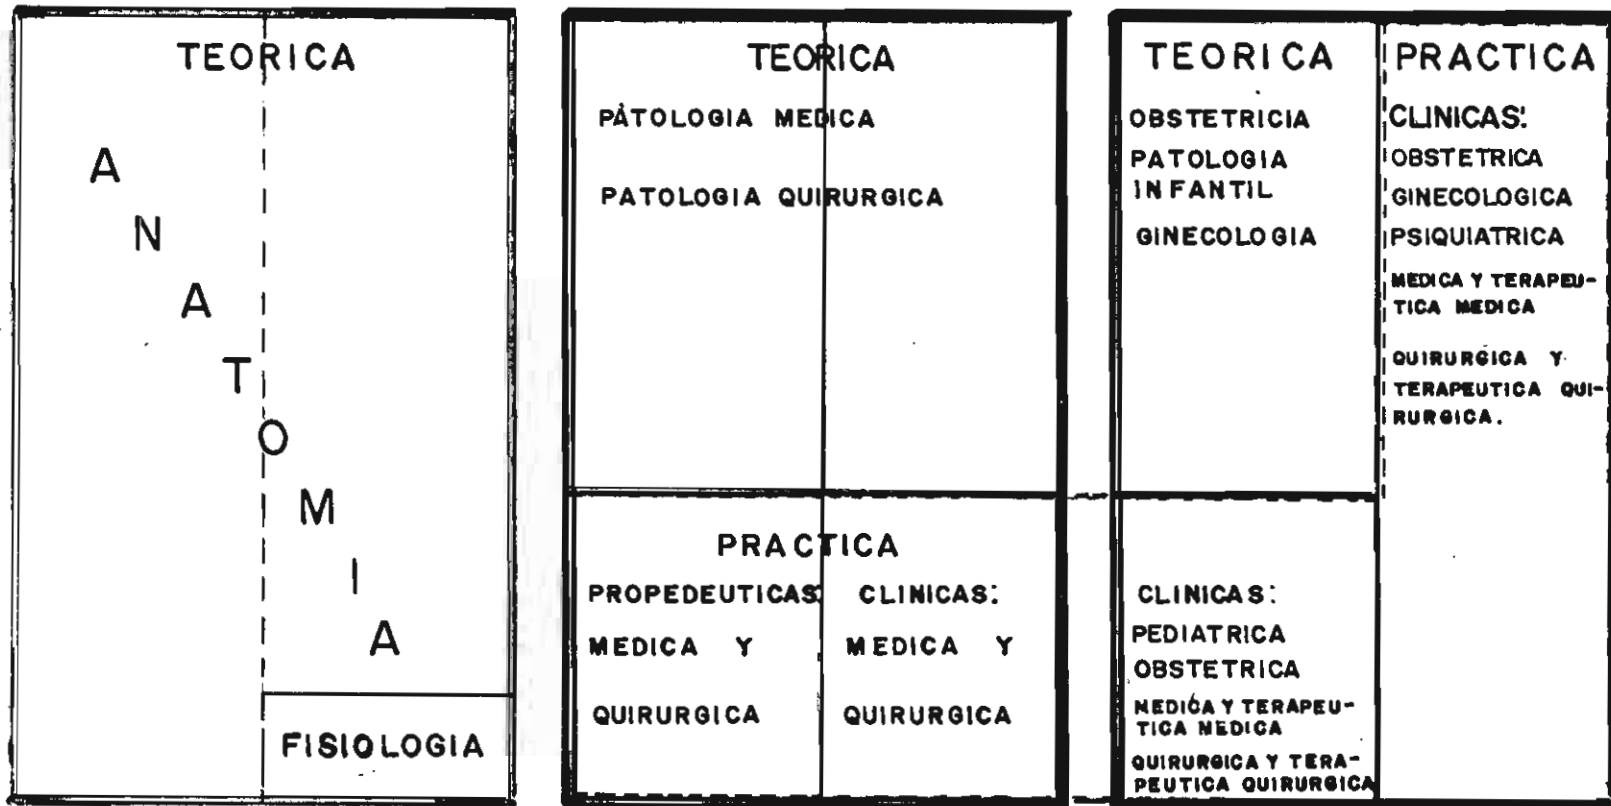 TEORICA
A
N
A
T
O
M
I
A
FISIOLOGIA
TEORICA
PATOLOGIA MEDICA
PATOLOGIA QUIRURGICA
PRACTICA
PROPEDEUTICAS:
MEDICA Y
QUIRURGICA
CLINICAS:
MEDICA Y
QUIRURGICA
TEORICA
OBSTETRICIA
PATOLOGIA
INFANTIL
GINECOLOGIA
CLINICAS:
PEDIATRICA
OBSTETRICA
MEDICA Y TERAPEU-
TICA MEDICA
QUIRURGICA Y TERA-
PEUTICA QUIRURGICA
PRACTICA
CLINICAS:
OBSTETRICA
GINECOLOGICA
PSIQUIATRICA
MEDICA Y TERAPEU-
TICA MEDICA
QUIRURGICA Y
TERAPEUTICA QUI-
RURGICA.